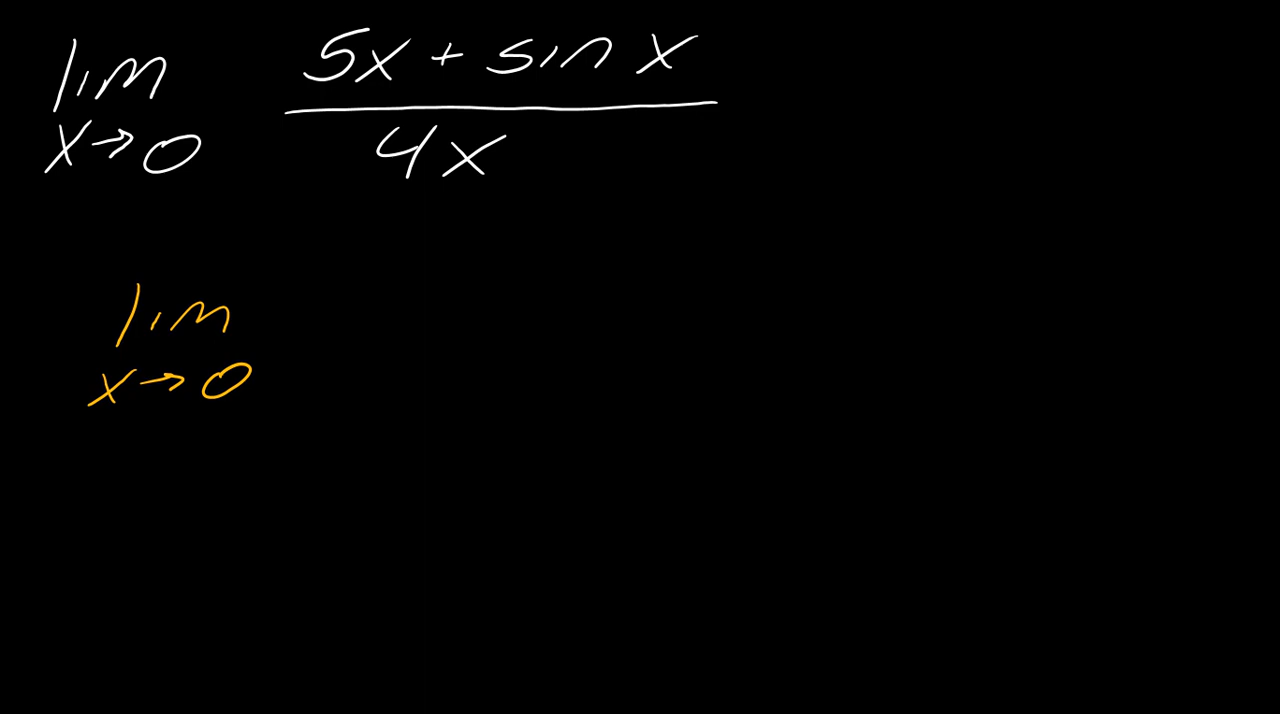 lim 5x + sin x
x→0 4x
lim
x→0